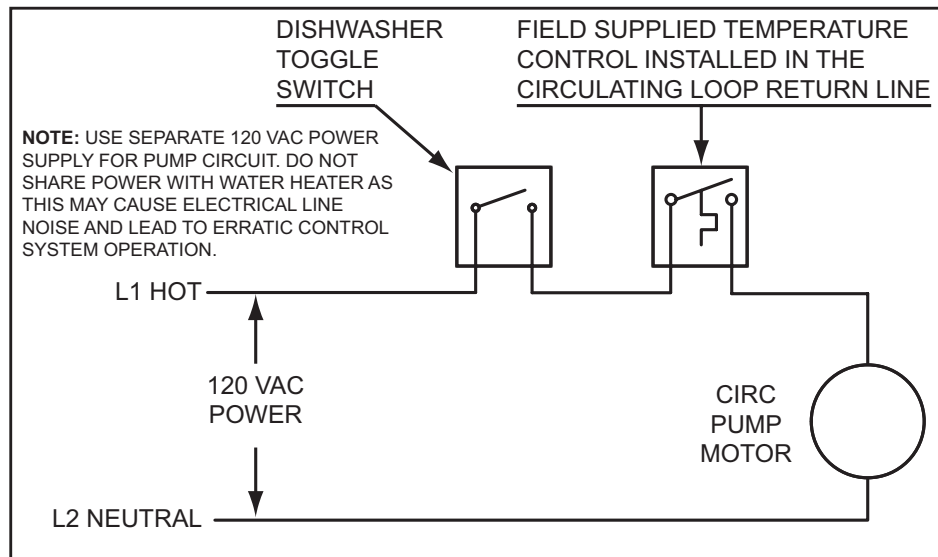 DISHWASHER
TOGGLE
SWITCH
FIELD SUPPLIED TEMPERATURE
CONTROL INSTALLED IN THE
CIRCULATING LOOP RETURN LINE
NOTE: USE SEPARATE 120 VAC POWER
SUPPLY FOR PUMP CIRCUIT. DO NOT
SHARE POWER WITH WATER HEATER AS
THIS MAY CAUSE ELECTRICAL LINE
NOISE AND LEAD TO ERRATIC CONTROL
SYSTEM OPERATION.
L1 HOT
120 VAC
POWER
CIRC
PUMP
MOTOR
L2 NEUTRAL